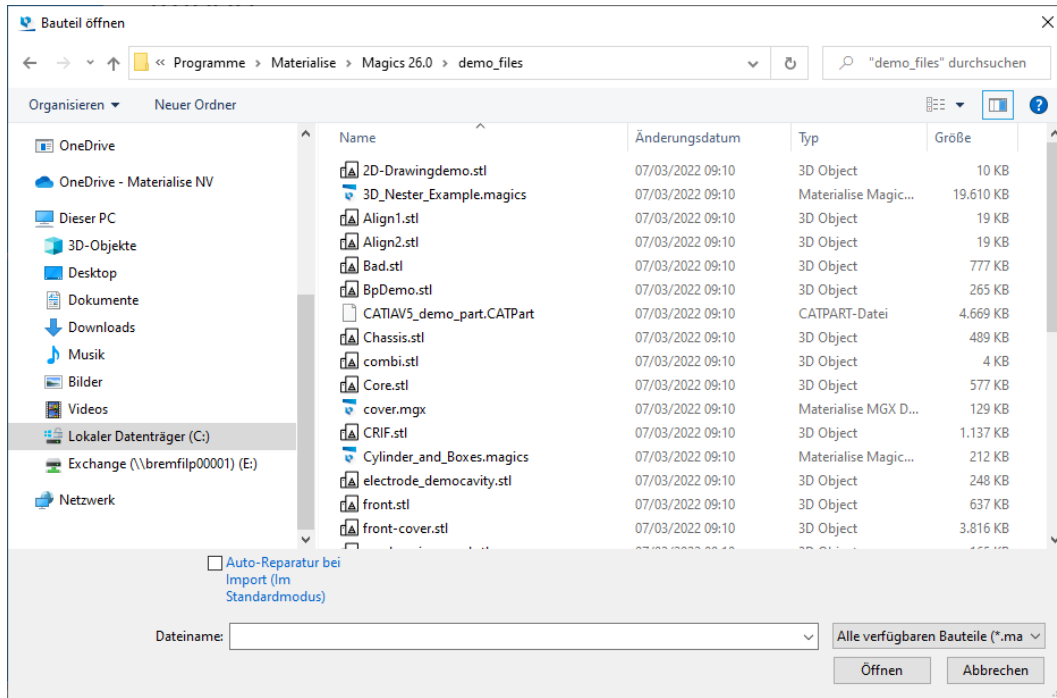 Bauteil öffnen
« Programme > Materialise > Magics 26.0 > demo_files
"demo_files" durchsuchen
Organisieren
Neuer Ordner
OneDrive
OneDrive - Materialise NV
Dieser PC
3D-Objekte
Desktop
Dokumente
Downloads
Musik
Bilder
Videos
Lokaler Datenträger (C:)
Exchange (\\bremfilp00001) (E:)
Netzwerk
Name Änderungsdatum Typ Größe
2D-Drawingdemo.stl 07/03/2022 09:10 3D Object 10 KB
3D_Nester_Example.magics 07/03/2022 09:10 Materialise Magic... 19.610 KB
Align1.stl 07/03/2022 09:10 3D Object 19 KB
Align2.stl 07/03/2022 09:10 3D Object 19 KB
Bad.stl 07/03/2022 09:10 3D Object 777 KB
BpDemo.stl 07/03/2022 09:10 3D Object 265 KB
CATIAV5_demo_part.CATPart 07/03/2022 09:10 CATPART-Datei 4.669 KB
Chassis.stl 07/03/2022 09:10 3D Object 489 KB
combi.stl 07/03/2022 09:10 3D Object 4 KB
Core.stl 07/03/2022 09:10 3D Object 577 KB
cover.mgx 07/03/2022 09:10 Materialise MGX D... 129 KB
CRIF.stl 07/03/2022 09:10 3D Object 1.137 KB
Cylinder_and_Boxes.magics 07/03/2022 09:10 Materialise Magic... 212 KB
electrode_democavity.stl 07/03/2022 09:10 3D Object 248 KB
front.stl 07/03/2022 09:10 3D Object 637 KB
front-cover.stl 07/03/2022 09:10 3D Object 3.816 KB
Auto-Reparatur bei
Import (Im
Standardmodus)
Dateiname:
Alle verfügbaren Bauteile (*.ma
Öffnen
Abbrechen